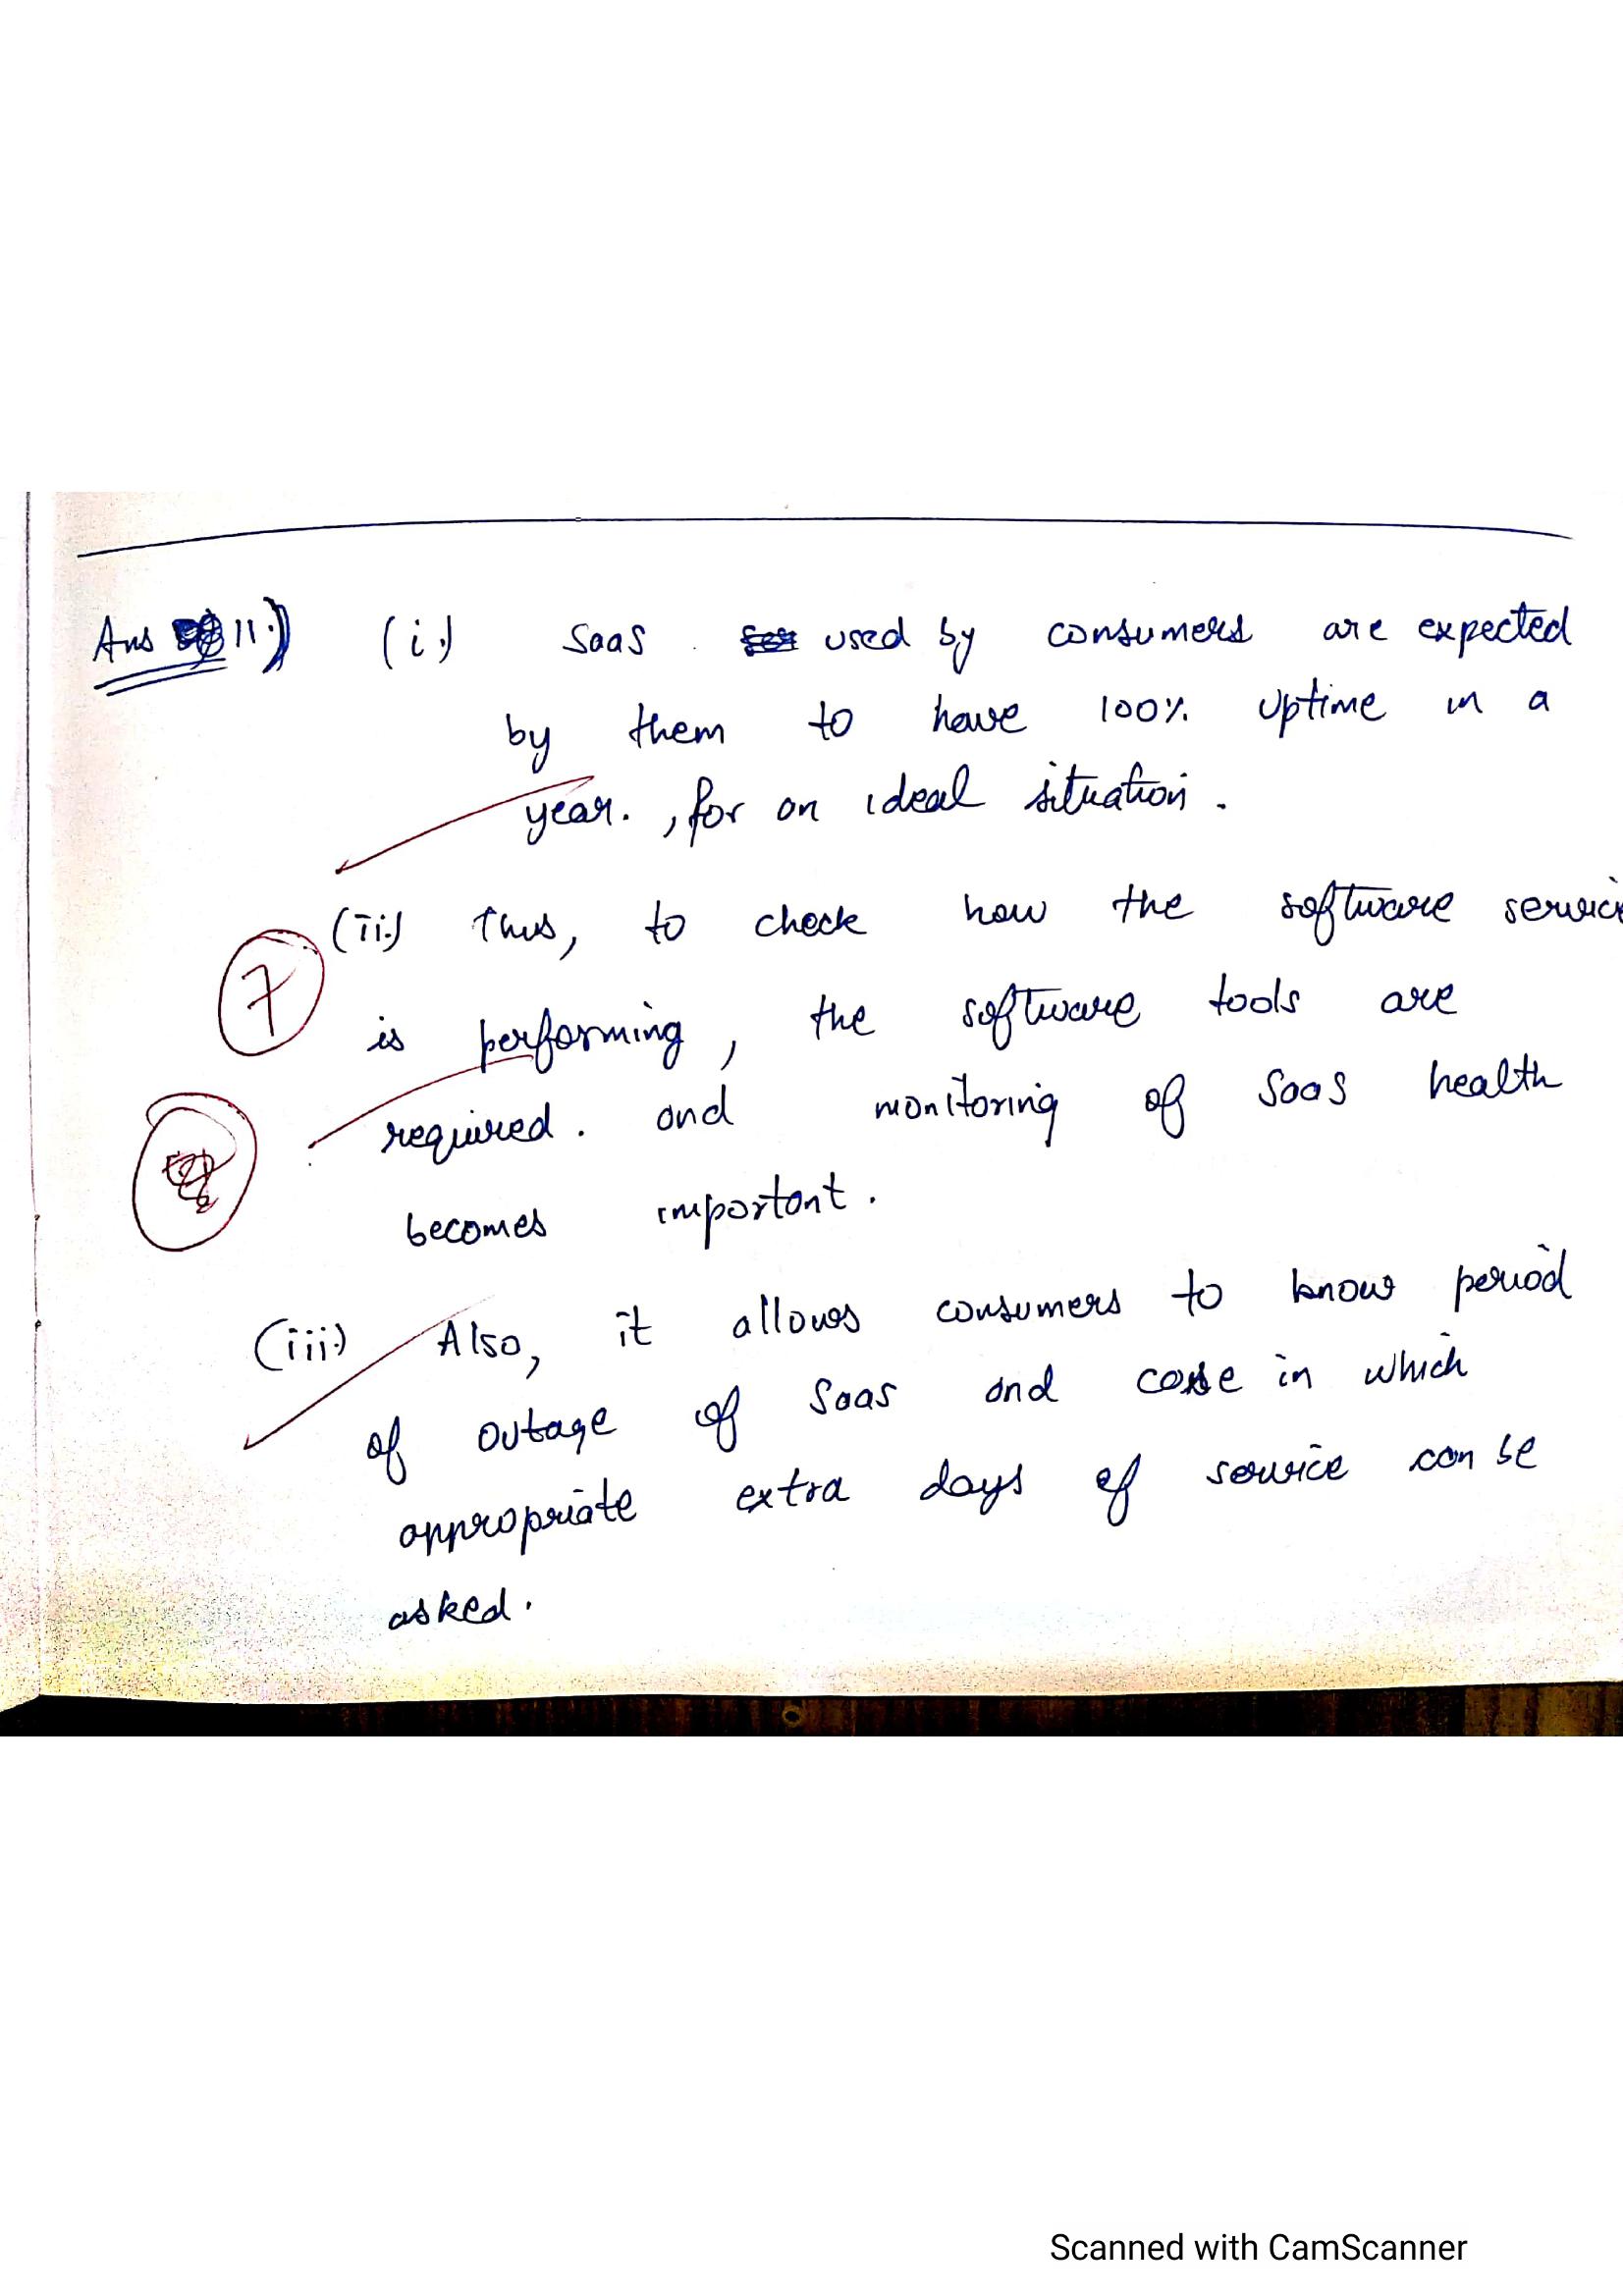 Ans 11.) (i.) SaaS used by consumers are expected
by them to have 100% uptime in a
year. , for an ideal situation.
(ii.) Thus, to check how the software servic
is performing, the software tools are
7
required. and monitoring of SaaS health
becomes important.
(iii.) Also, it allows consumers to know period
of outage of SaaS and case in which
appropriate extra days of service can be
asked.
Scanned with CamScanner